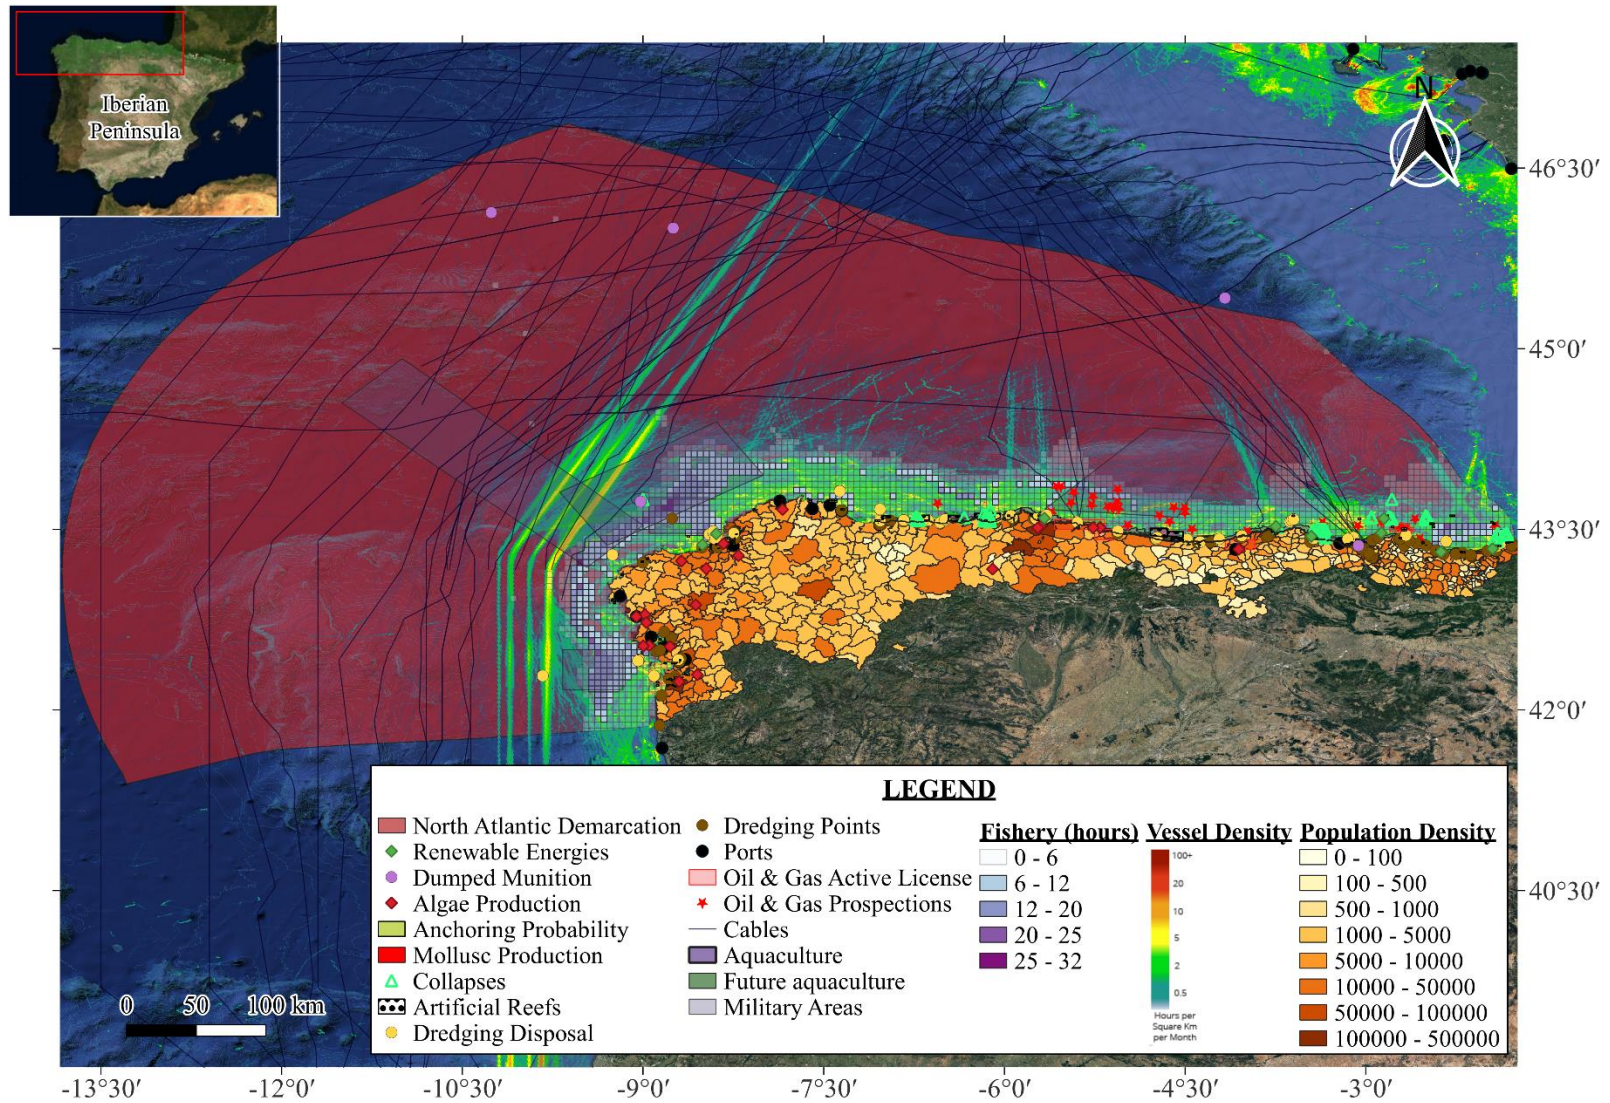 Iberian
Peninsula
N
46°30′
45°0′
43°30′
42°0′
40°30′
LEGEND
North Atlantic Demarcation
Renewable Energies
Dumped Munition
Algae Production
Anchoring Probability
Mollusc Production
Collapses
Artificial Reefs
Dredging Disposal
Dredging Points
Ports
Oil & Gas Active License
Oil & Gas Prospections
Cables
Aquaculture
Future aquaculture
Military Areas
Fishery (hours)
0 - 6
6 - 12
12 - 20
20 - 25
25 - 32
Vessel Density
100+
20
10
5
2
0.5
Hours per
Square Km
per Month
Population Density
0 - 100
100 - 500
500 - 1000
1000 - 5000
5000 - 10000
10000 - 50000
50000 - 100000
100000 - 500000
0 50 100 km
-13°30′ -12°0′ -10°30′ -9°0′ -7°30′ -6°0′ -4°30′ -3°0′